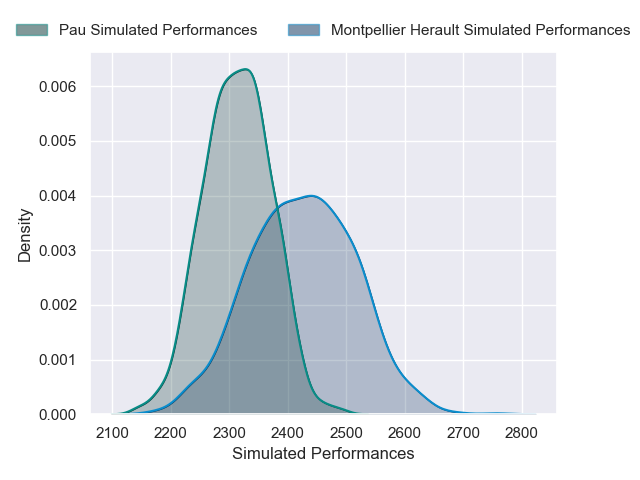 Pau Simulated Performances Montpellier Herault Simulated Performances
0.006
0.005
0.004
0.003
0.002
0.001
0.000
Density
2100 2200 2300 2400 2500 2600 2700 2800
Simulated Performances